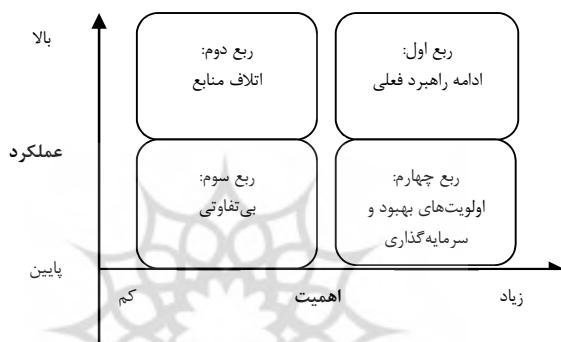 بالا
ربع اول:
ادامه راهبرد فعلی
ربع دوم:
اتلاف منابع
عملکرد
ربع چهارم:
اولویت‌های بهبود و
سرمایه‌گذاری
ربع سوم:
بی‌تفاوتی
پایین
زیاد
اهمیت
کم